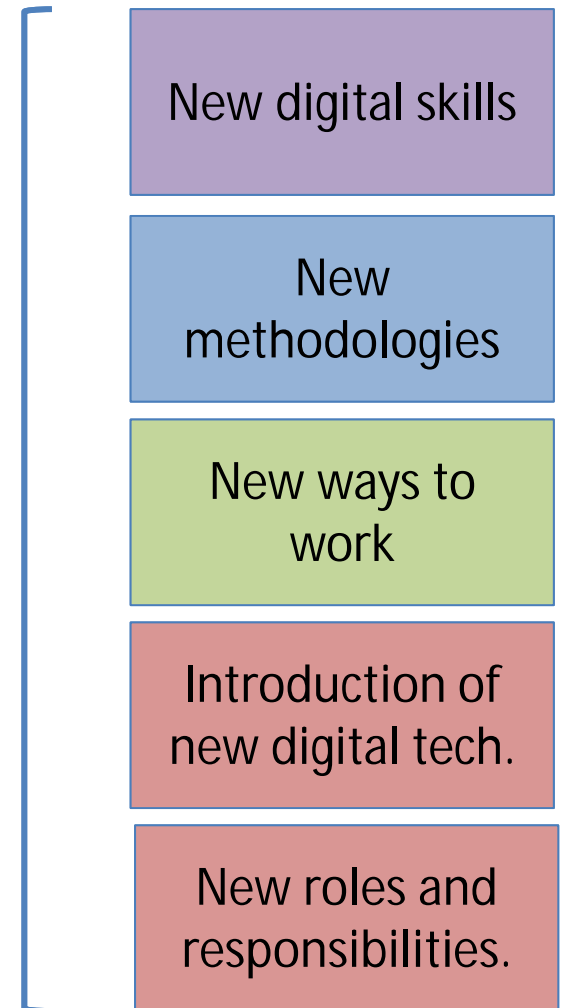 New digital skills
New
methodologies
New ways to
work
Introduction of
new digital tech.
New roles and
responsibilities.